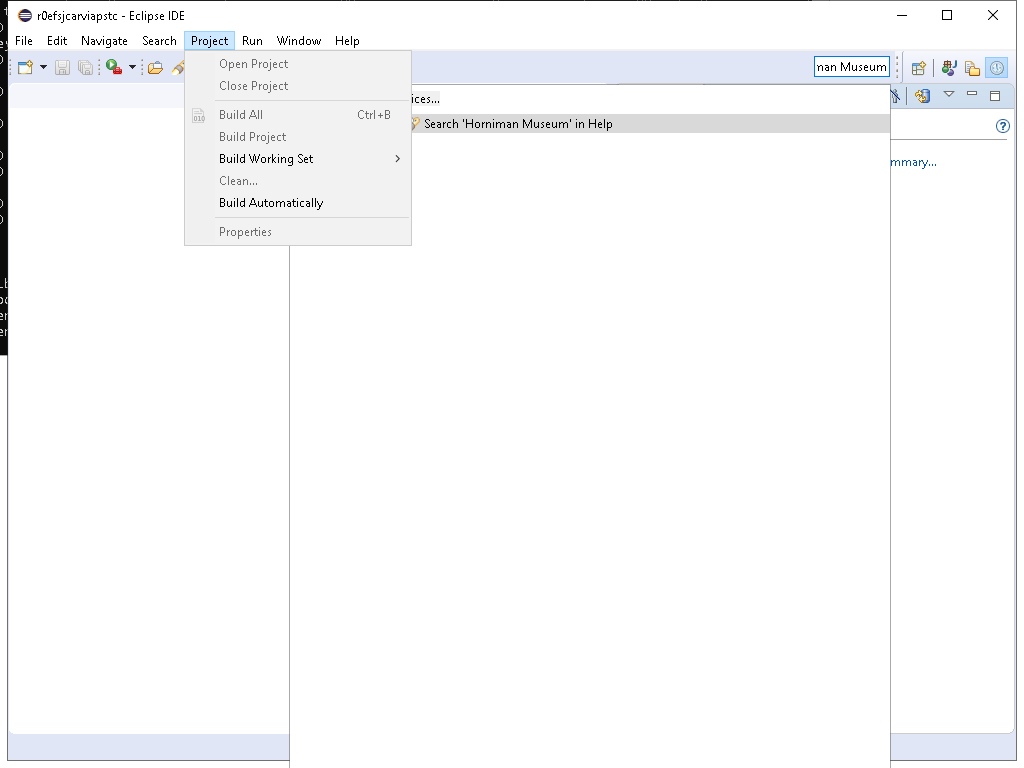 r0efsjcarviapstc - Eclipse IDE
File Edit Navigate Search Project Run Window Help
nan Museum
Open Project
Close Project
Build All Ctrl+B
Build Project
Build Working Set
Clean...
Build Automatically
Properties
ices...
Search 'Horniman Museum' in Help
mmary...